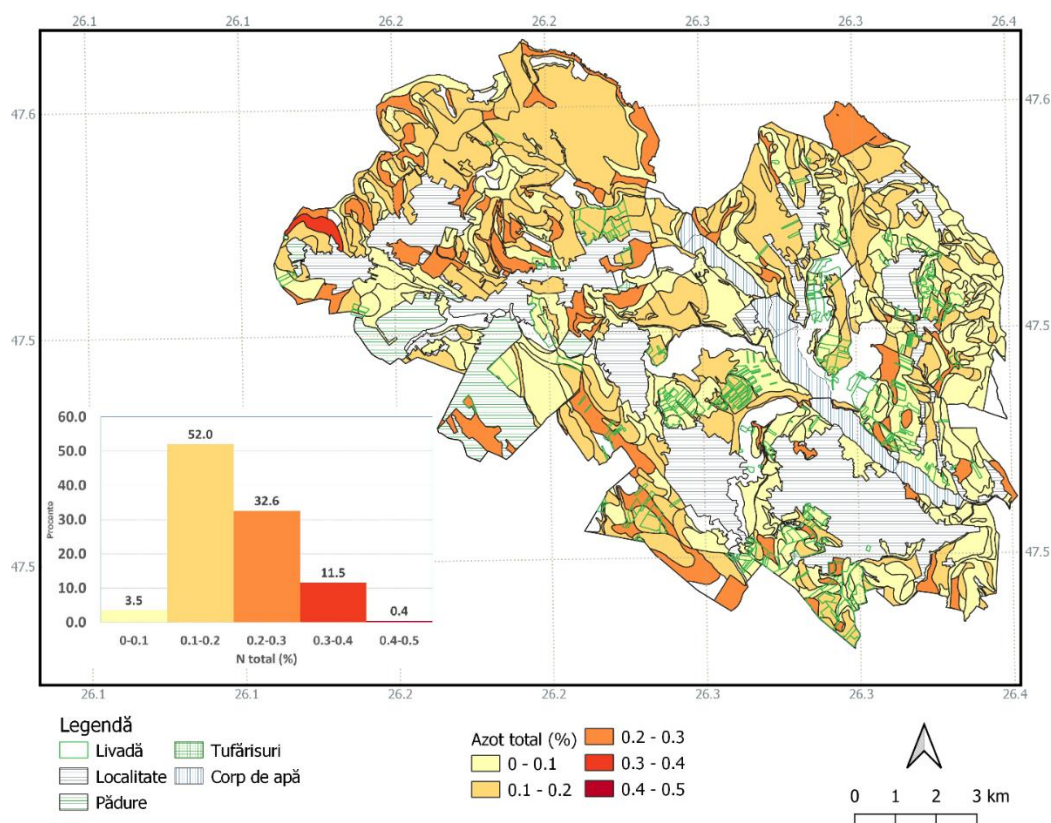 26.1 26.1 26.2 26.2 26.3 26.3 26.4
47.6 47.6
47.5 47.5
47.5 47.5
60.0
50.0
40.0
30.0
20.0
10.0
0.0
Procente
3.5 52.0 32.6 11.5 0.4
0-0.1 0.1-0.2 0.2-0.3 0.3-0.4 0.4-0.5
N total (%)
26.1 26.1 26.2 26.2 26.3 26.3 26.4
Legendă
Livadă
Localitate
Pădure
Tufărisuri
Corp de apă
Azot total (%)
0 - 0.1
0.1 - 0.2
0.2 - 0.3
0.3 - 0.4
0.4 - 0.5
0 1 2 3 km